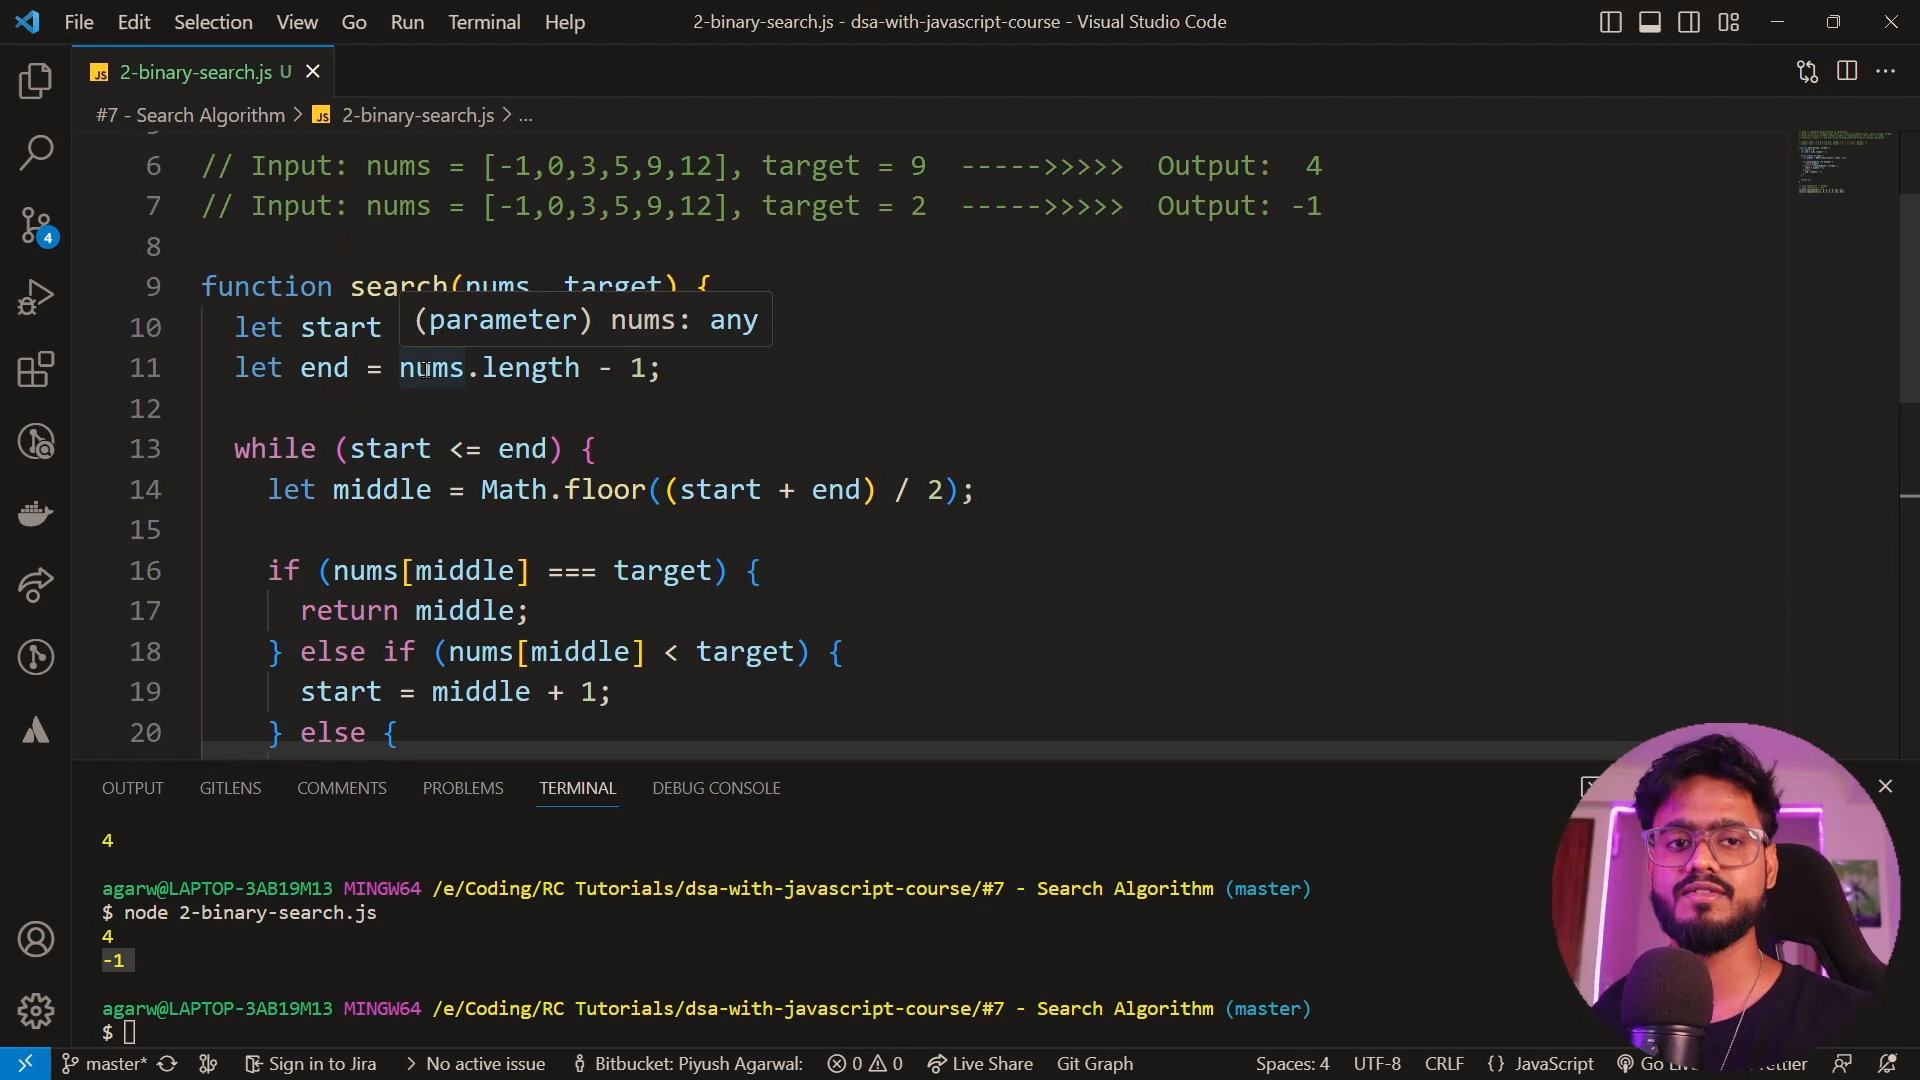 File Edit Selection View Go Run Terminal Help 2-binary-search.js - dsa-with-javascript-course - Visual Studio Code
JS 2-binary-search.js U
#7 - Search Algorithm > JS 2-binary-search.js > ...
6 // Input: nums = [-1,0,3,5,9,12], target = 9 ----->>>>> Output: 4
7 // Input: nums = [-1,0,3,5,9,12], target = 2 ----->>>>> Output: -1
8
9 function search(nums, target) {
(parameter) nums: any
10 let start
11 let end = nums.length - 1;
12
13 while (start <= end) {
14 let middle = Math.floor((start + end) / 2);
15
16 if (nums[middle] === target) {
17 return middle;
18 } else if (nums[middle] < target) {
19 start = middle + 1;
20 } else {
4
OUTPUT GITLENS COMMENTS PROBLEMS TERMINAL DEBUG CONSOLE
4
agarw@LAPTOP-3AB19M13 MINGW64 /e/Coding/RC Tutorials/dsa-with-javascript-course/#7 - Search Algorithm (master)
$ node 2-binary-search.js
4
-1
agarw@LAPTOP-3AB19M13 MINGW64 /e/Coding/RC Tutorials/dsa-with-javascript-course/#7 - Search Algorithm (master)
$
master* Sign in to Jira No active issue Bitbucket: Piyush Agarwal: 0 0 Live Share Git Graph Spaces: 4 UTF-8 CRLF {} JavaScript Go